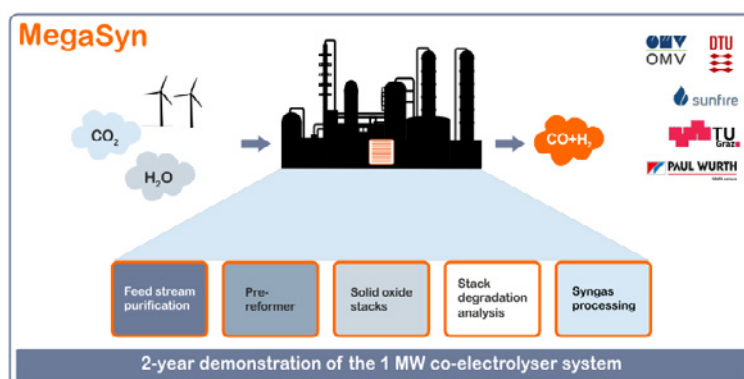 MegaSyn
OMV
OMV
DTU
sunfire
TU
Graz
PAUL WURTH
CO₂
H₂O
CO+H₂
Feed stream
purification
Pre-
reformer
Solid oxide
stacks
Stack
degradation
analysis
Syngas
processing
2-year demonstration of the 1 MW co-electrolyser system